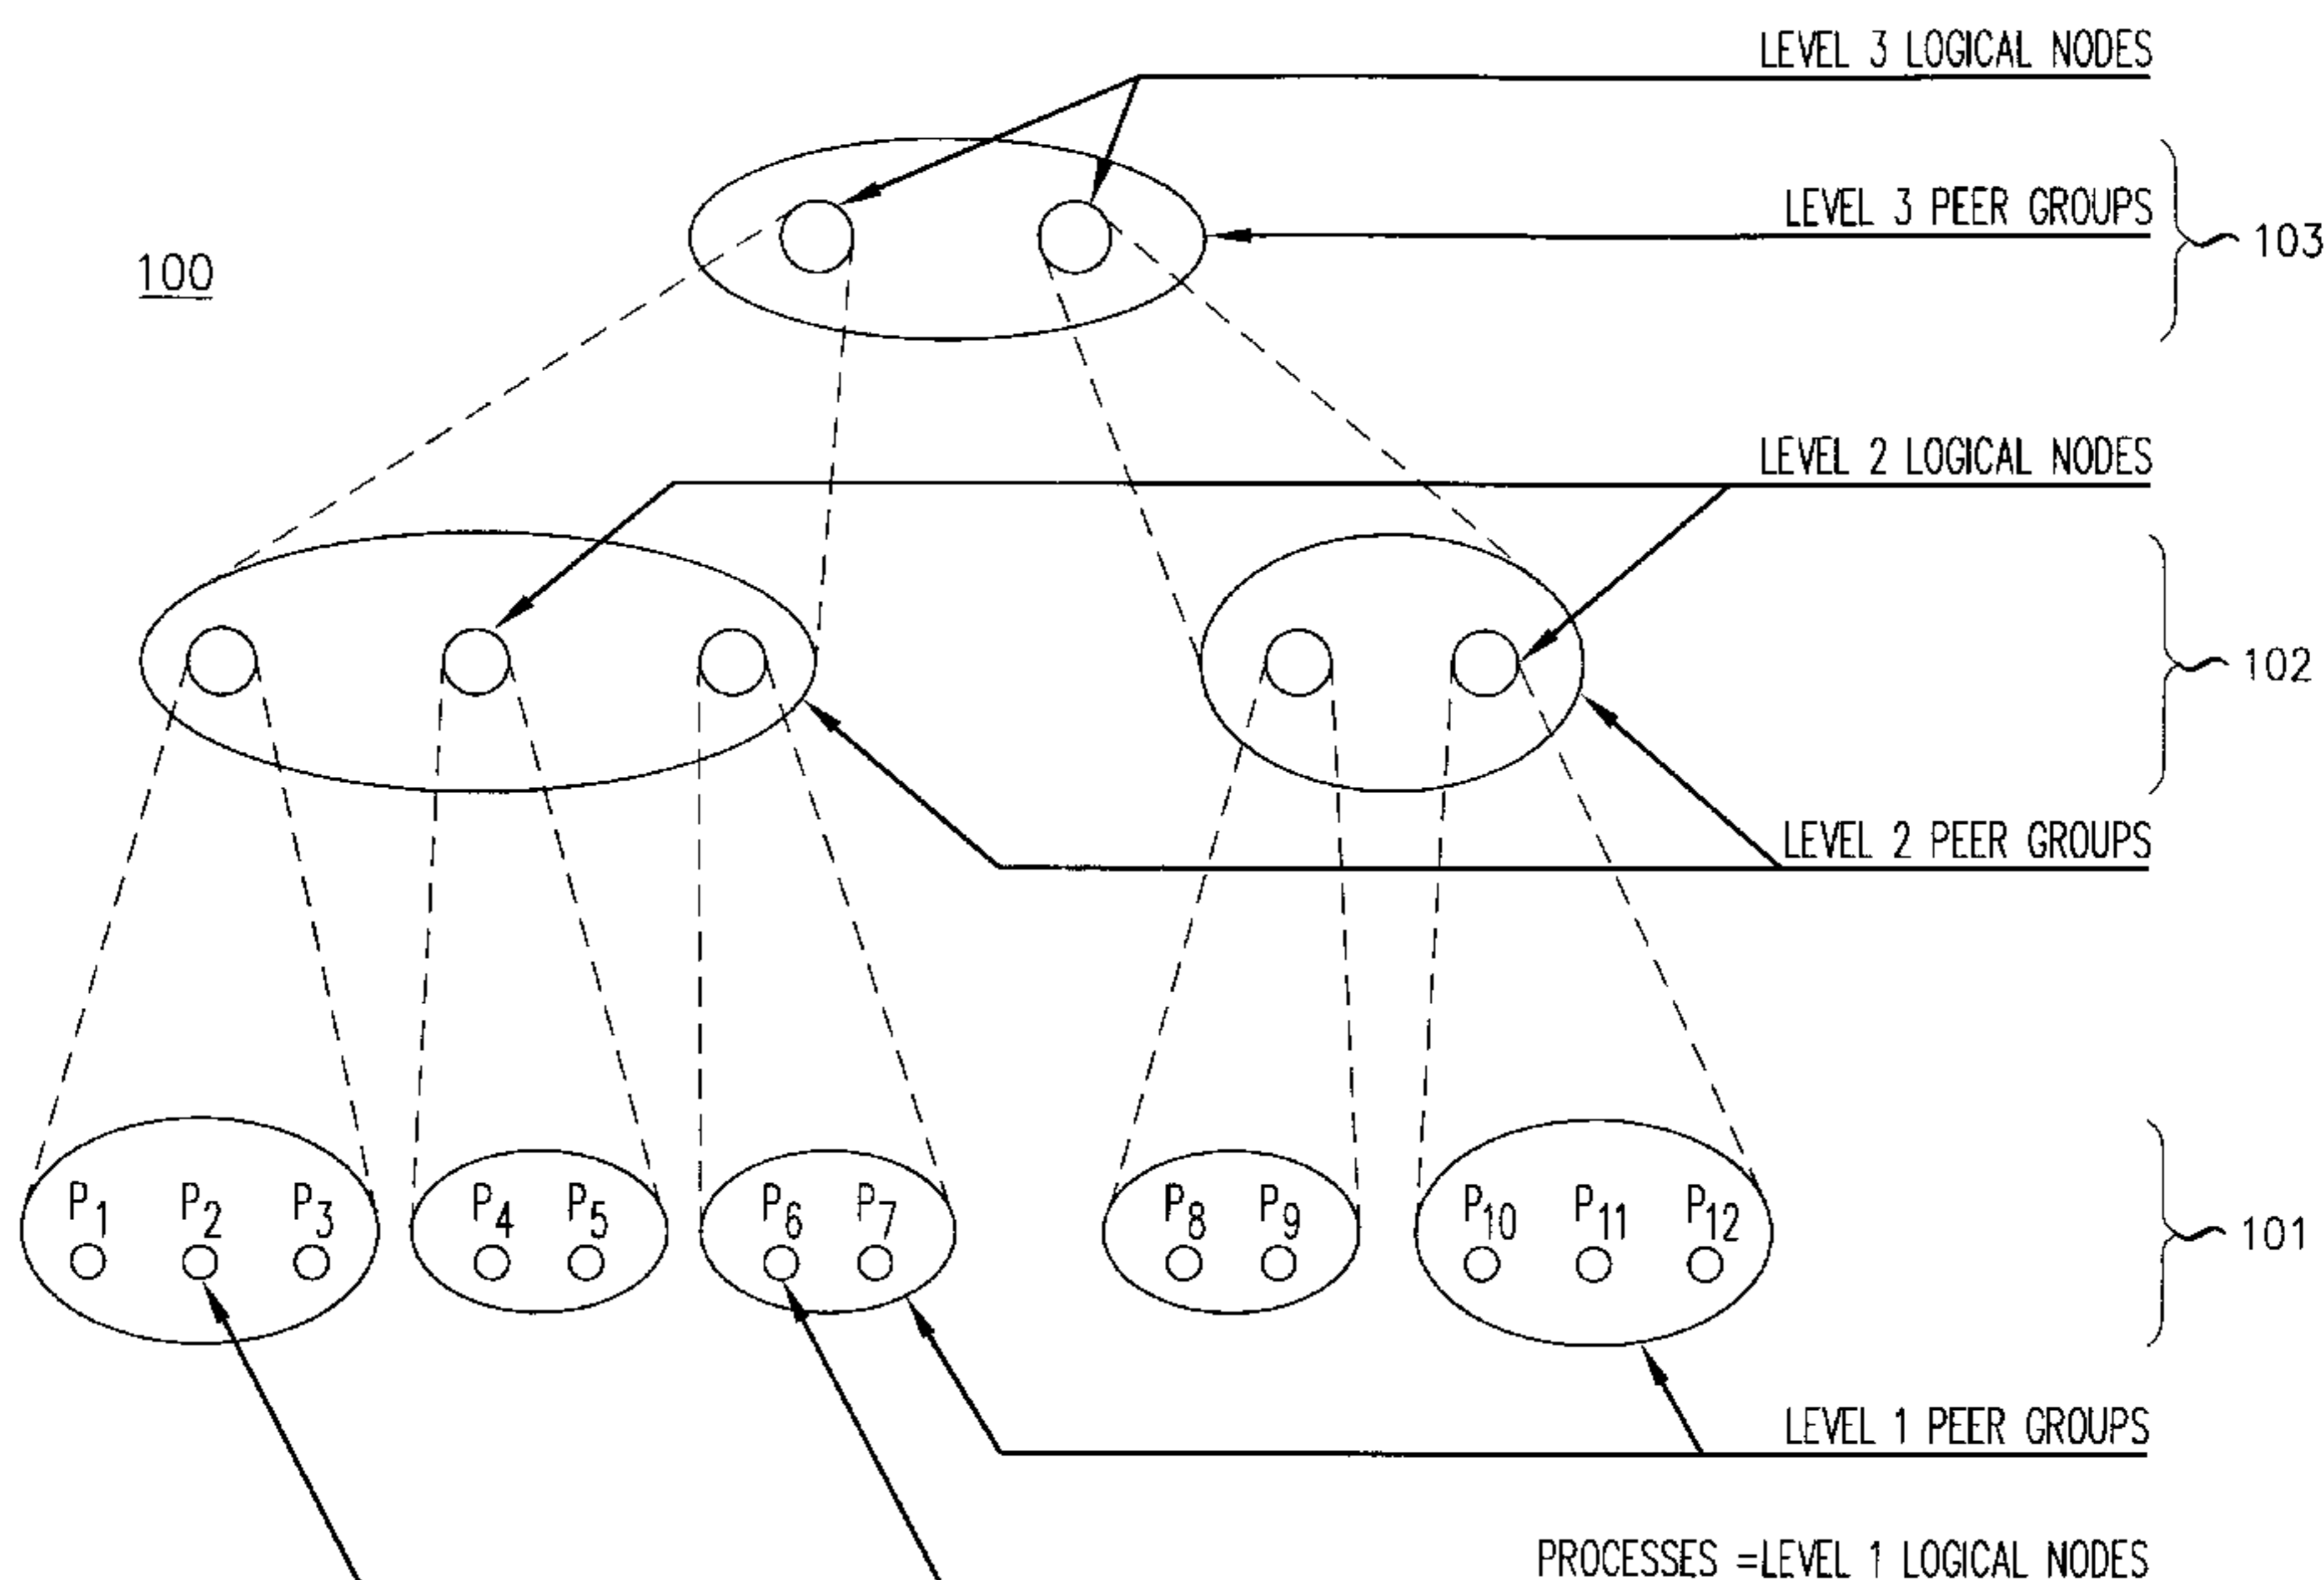 LEVEL 3 LOGICAL NODES
LEVEL 3 PEER GROUPS
103
100
LEVEL 2 LOGICAL NODES
102
LEVEL 2 PEER GROUPS
P1 P2 P3 P4 P5 P6 P7 P8 P9 P10 P11 P12
101
LEVEL 1 PEER GROUPS
PROCESSES =LEVEL 1 LOGICAL NODES